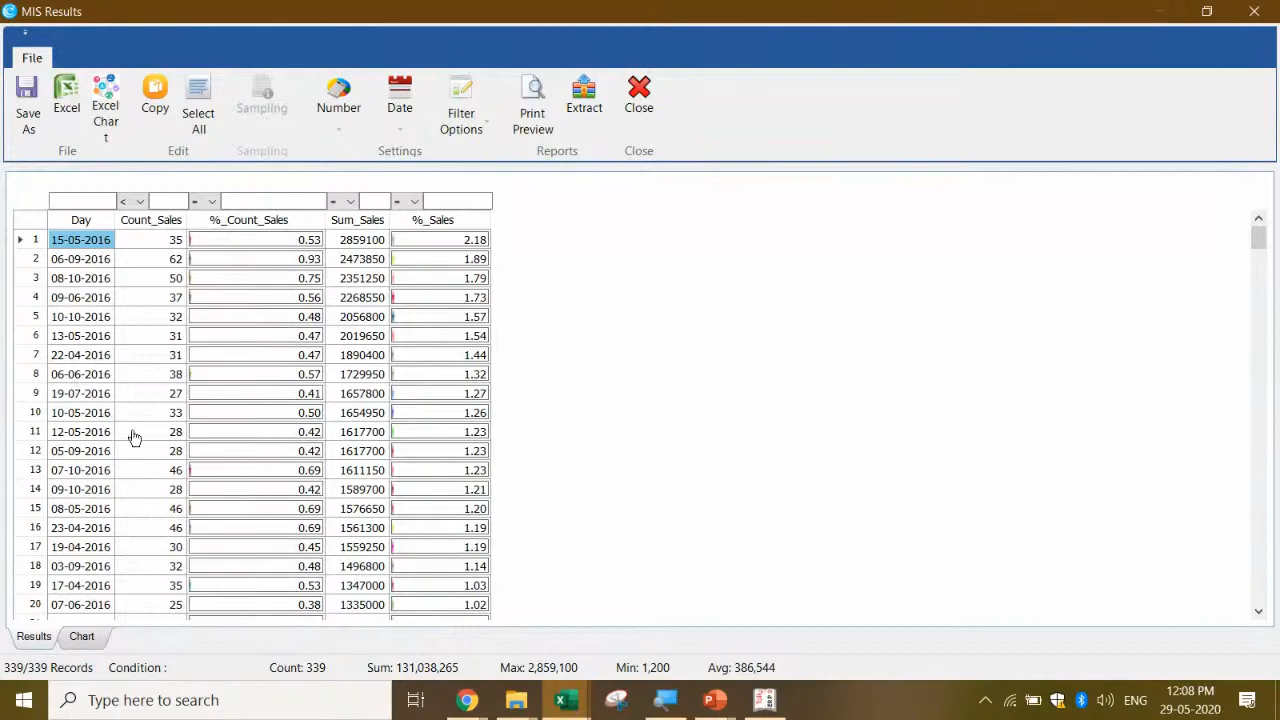 MIS Results
File
Save As
Excel
Excel Chart
Copy
Select All
Sampling
Number
Date
Filter Options
Print Preview
Extract
Close
File
Edit
Sampling
Settings
Reports
Close
< = = =
Day Count_Sales %_Count_Sales Sum_Sales %_Sales
1 15-05-2016 35 0.53 2859100 2.18
2 06-09-2016 62 0.93 2473850 1.89
3 08-10-2016 50 0.75 2351250 1.79
4 09-06-2016 37 0.56 2268550 1.73
5 10-10-2016 32 0.48 2056800 1.57
6 13-05-2016 31 0.47 2019650 1.54
7 22-04-2016 31 0.47 1890400 1.44
8 06-06-2016 38 0.57 1729950 1.32
9 19-07-2016 27 0.41 1657800 1.27
10 10-05-2016 33 0.50 1654950 1.26
11 12-05-2016 28 0.42 1617700 1.23
12 05-09-2016 28 0.42 1617700 1.23
13 07-10-2016 46 0.69 1611150 1.23
14 09-10-2016 28 0.42 1589700 1.21
15 08-05-2016 46 0.69 1576650 1.20
16 23-04-2016 46 0.69 1561300 1.19
17 19-04-2016 30 0.45 1559250 1.19
18 03-09-2016 32 0.48 1496800 1.14
19 17-04-2016 35 0.53 1347000 1.03
20 07-06-2016 25 0.38 1335000 1.02
Results Chart
339/339 Records Condition : Count: 339 Sum: 131,038,265 Max: 2,859,100 Min: 1,200 Avg: 386,544
Type here to search
ENG
12:08 PM
29-05-2020